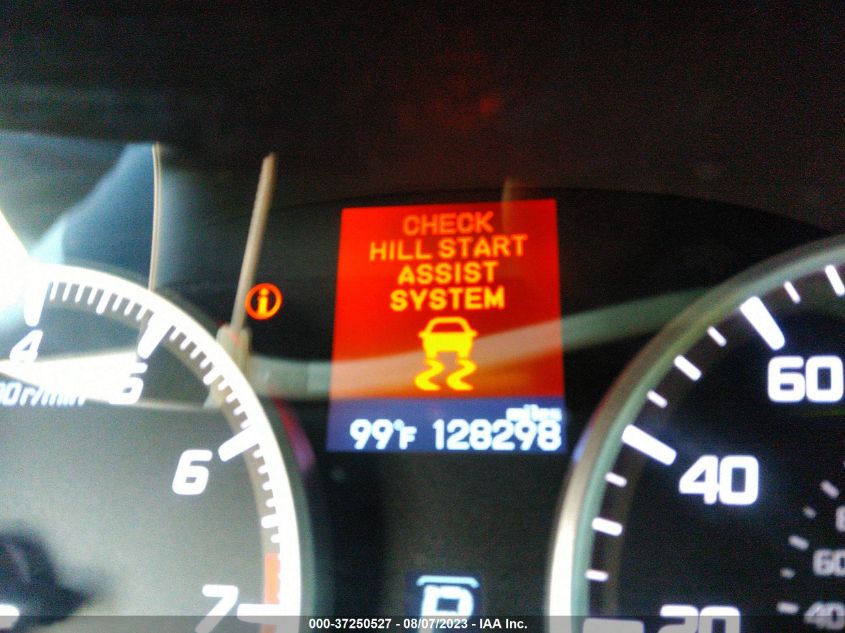 CHECK
HILL START
ASSIST
SYSTEM
miles
99°F 128298
4
5
6
7
00r/min
60
40
20
60
40
P
000-37250527 - 08/07/2023 - IAA Inc.